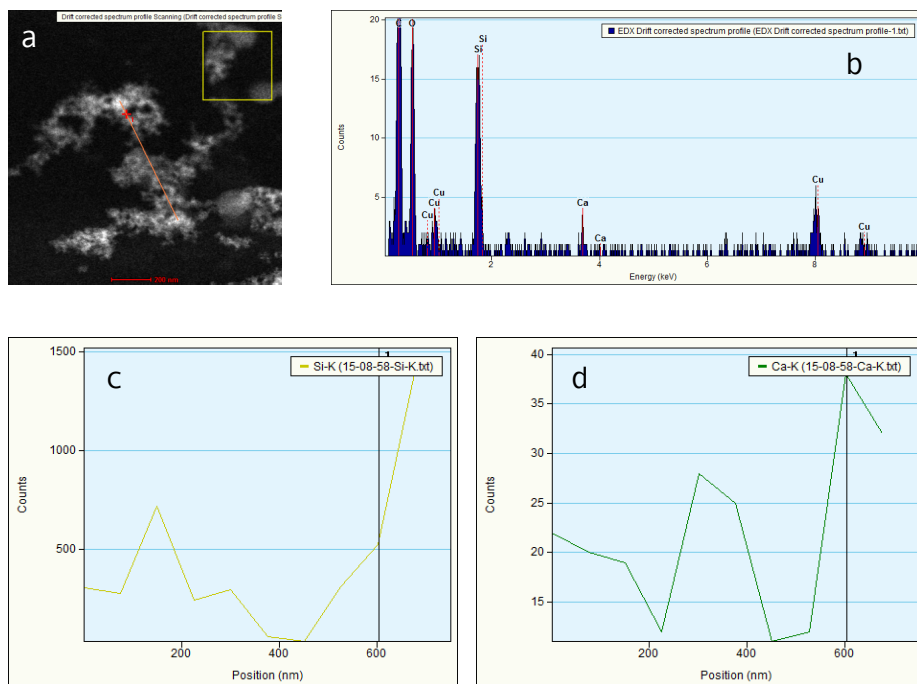 Drift corrected spectrum profile Scanning (Drift corrected spectrum profile S
a
200 nm
b
EDX Drift corrected spectrum profile (EDX Drift corrected spectrum profile-1.txt)
20
15
10
5
Counts
C
O
Si
Si
Cu
Cu
Cu
Ca
Ca
Cu
Cu
2
4
6
8
Energy (keV)
c
Si-K (15-08-58-Si-K.txt)
1
1500
1000
500
Counts
200
400
600
Position (nm)
d
Ca-K (15-08-58-Ca-K.txt)
1
40
35
30
25
20
15
Counts
200
400
600
Position (nm)